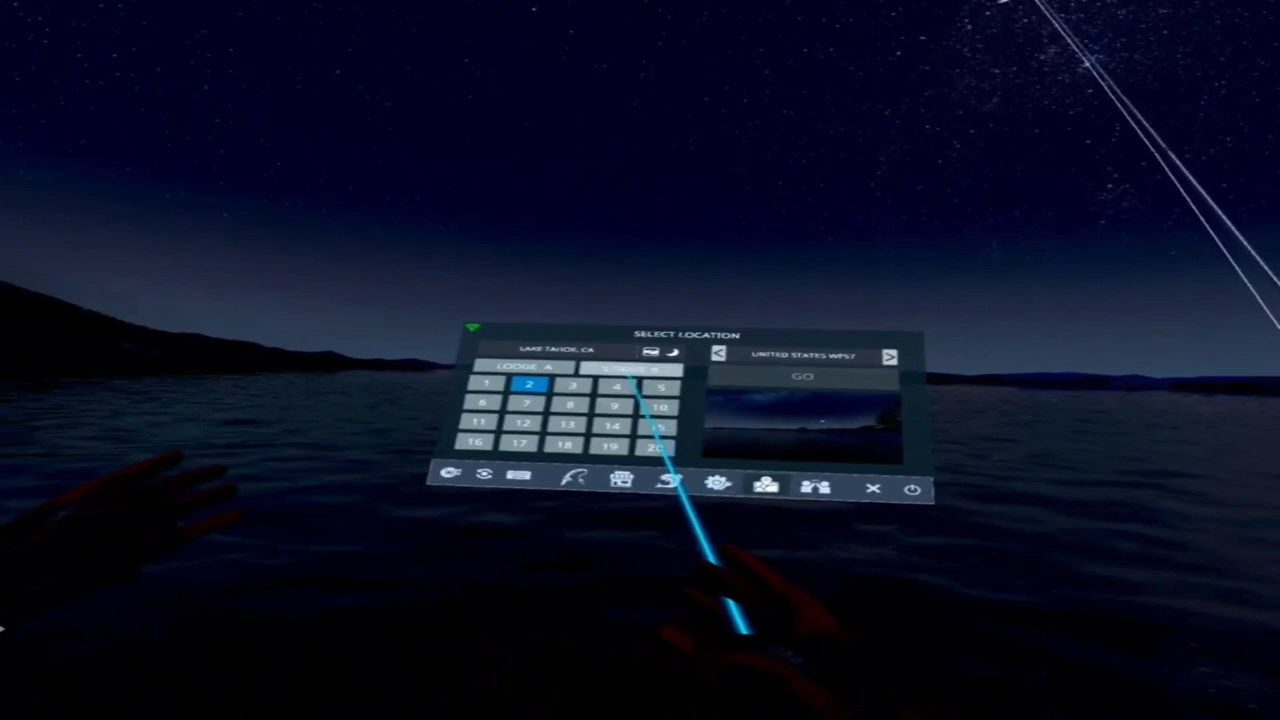 SELECT LOCATION
LAKE TAHOE, CA
< UNITED STATES WEST >
LODGE A
GO
1 2 3 4 5
6 7 8 9 10
11 12 13 14 15
16 17 18 19 20